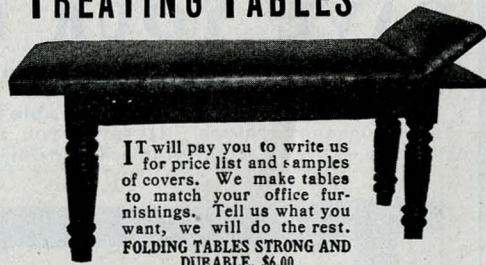 TREATING TABLES
IT will pay you to write us
for price list and samples
of covers. We make tables
to match your office fur-
nishings. Tell us what you
want, we will do the rest.
FOLDING TABLES STRONG AND
DURABLE, $6.00